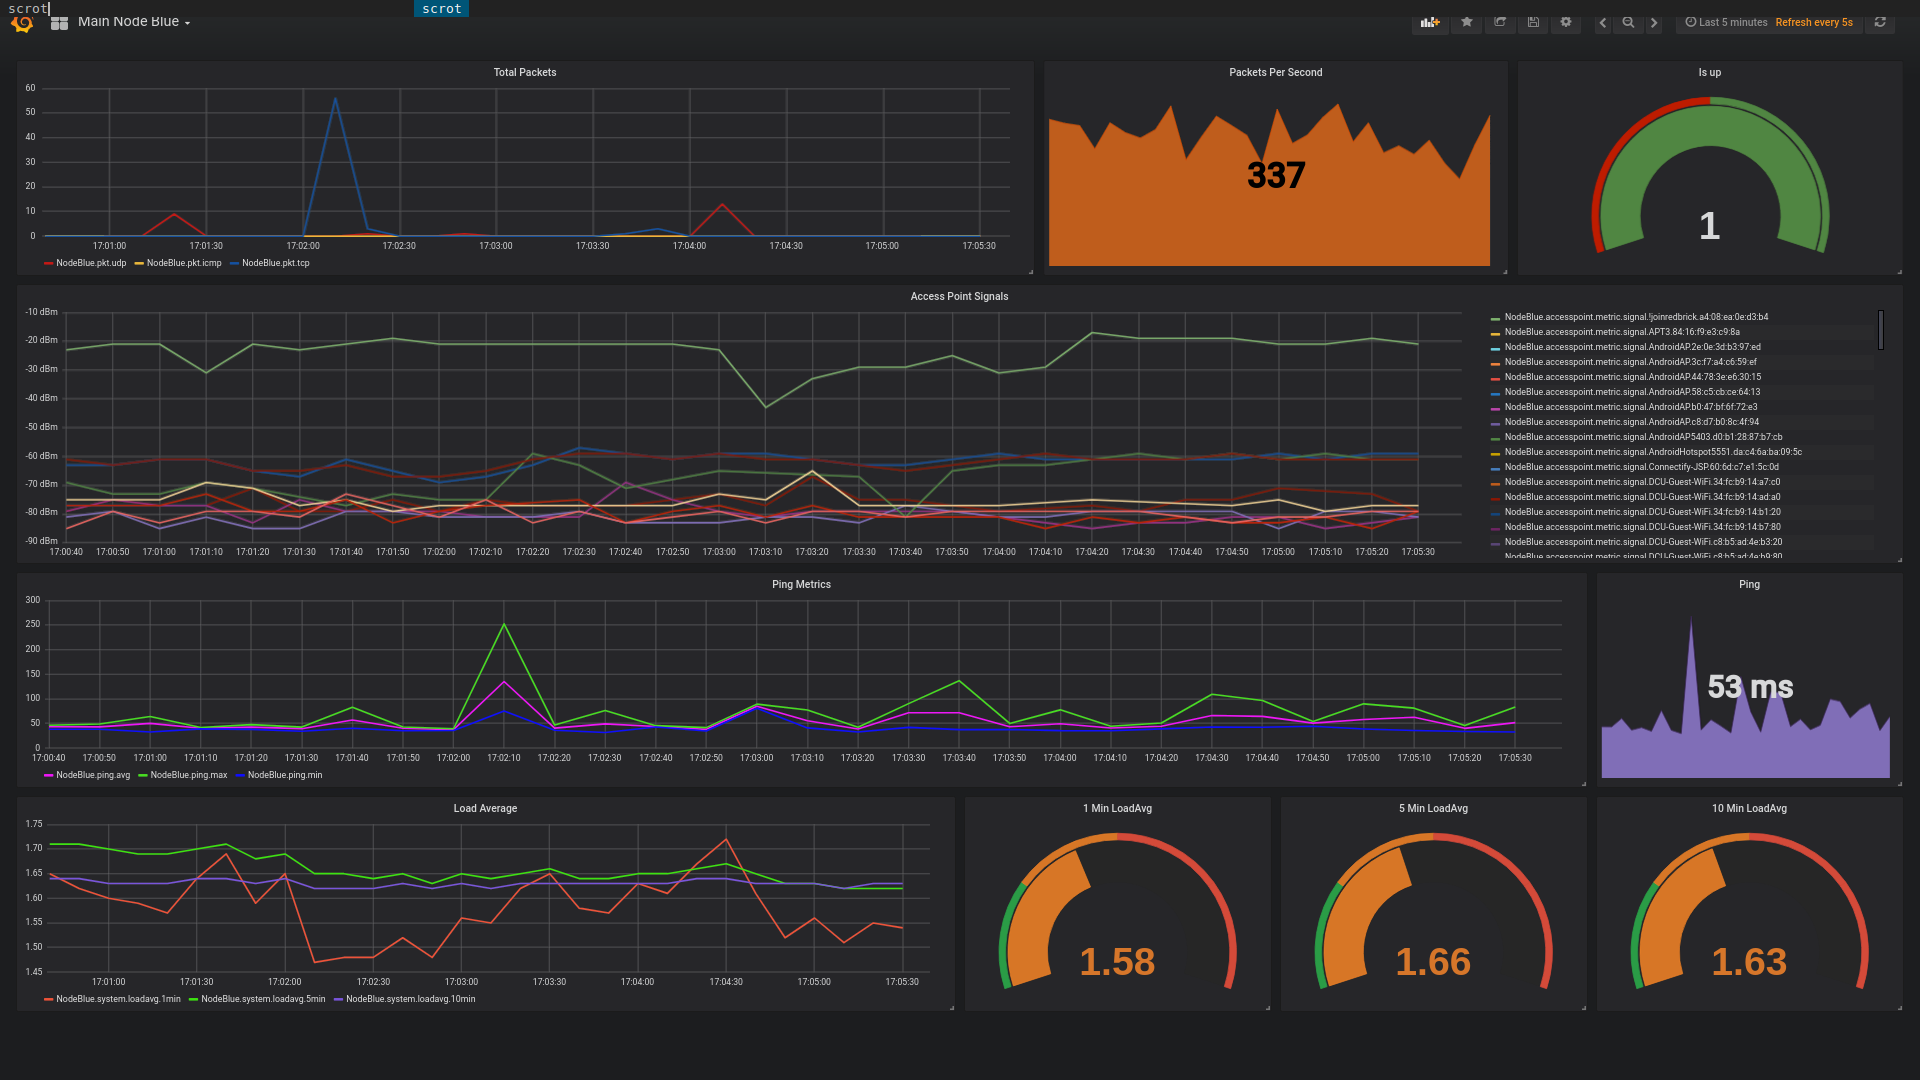 scrot scrot
Main Node Blue
Last 5 minutes Refresh every 5s
Total Packets
60
50
40
30
20
10
0
17:01:00 17:01:30 17:02:00 17:02:30 17:03:00 17:03:30 17:04:00 17:04:30 17:05:00 17:05:30
NodeBlue.pkt.udp NodeBlue.pkt.icmp NodeBlue.pkt.tcp
Packets Per Second
337
Is up
1
Access Point Signals
-10 dBm
-20 dBm
-30 dBm
-40 dBm
-50 dBm
-60 dBm
-70 dBm
-80 dBm
-90 dBm
17:00:40 17:00:50 17:01:00 17:01:10 17:01:20 17:01:30 17:01:40 17:01:50 17:02:00 17:02:10 17:02:20 17:02:30 17:02:40 17:02:50 17:03:00 17:03:10 17:03:20 17:03:30 17:03:40 17:03:50 17:04:00 17:04:10 17:04:20 17:04:30 17:04:40 17:04:50 17:05:00 17:05:10 17:05:20 17:05:30
NodeBlue.accesspoint.metric.signal.!joinredbrick.a4:08:ea:0e:d3:b4
NodeBlue.accesspoint.metric.signal.APT3.84:16:f9:e3:c9:8a
NodeBlue.accesspoint.metric.signal.AndroidAP.2e:0e:3d:b3:97:ed
NodeBlue.accesspoint.metric.signal.AndroidAP.3c:f7:a4:c6:59:ef
NodeBlue.accesspoint.metric.signal.AndroidAP.44:78:3e:e6:30:15
NodeBlue.accesspoint.metric.signal.AndroidAP.58:c5:cb:ce:64:13
NodeBlue.accesspoint.metric.signal.AndroidAP.b0:47:bf:6f:72:e3
NodeBlue.accesspoint.metric.signal.AndroidAP.c8:d7:b0:8c:4f:94
NodeBlue.accesspoint.metric.signal.AndroidAP5403.d0:b1:28:87:b7:cb
NodeBlue.accesspoint.metric.signal.AndroidHotspot5551.da:c4:6a:ba:09:5c
NodeBlue.accesspoint.metric.signal.Connectify-JSP.60:6d:c7:e1:5c:0d
NodeBlue.accesspoint.metric.signal.DCU-Guest-WiFi.34:fc:b9:14:a7:c0
NodeBlue.accesspoint.metric.signal.DCU-Guest-WiFi.34:fc:b9:14:ad:a0
NodeBlue.accesspoint.metric.signal.DCU-Guest-WiFi.34:fc:b9:14:b1:20
NodeBlue.accesspoint.metric.signal.DCU-Guest-WiFi.34:fc:b9:14:b7:80
NodeBlue.accesspoint.metric.signal.DCU-Guest-WiFi.c8:b5:ad:4e:b3:20
NodeBlue.accesspoint.metric.signal.DCU-Guest-WiFi.c8:b5:ad:4e:b9:80
Ping Metrics
300
250
200
150
100
50
0
17:00:40 17:00:50 17:01:00 17:01:10 17:01:20 17:01:30 17:01:40 17:01:50 17:02:00 17:02:10 17:02:20 17:02:30 17:02:40 17:02:50 17:03:00 17:03:10 17:03:20 17:03:30 17:03:40 17:03:50 17:04:00 17:04:10 17:04:20 17:04:30 17:04:40 17:04:50 17:05:00 17:05:10 17:05:20 17:05:30
NodeBlue.ping.avg NodeBlue.ping.max NodeBlue.ping.min
Ping
53 ms
Load Average
1.75
1.70
1.65
1.60
1.55
1.50
1.45
17:01:00 17:01:30 17:02:00 17:02:30 17:03:00 17:03:30 17:04:00 17:04:30 17:05:00 17:05:30
NodeBlue.system.loadavg.1min NodeBlue.system.loadavg.5min NodeBlue.system.loadavg.10min
1 Min LoadAvg
1.58
5 Min LoadAvg
1.66
10 Min LoadAvg
1.63